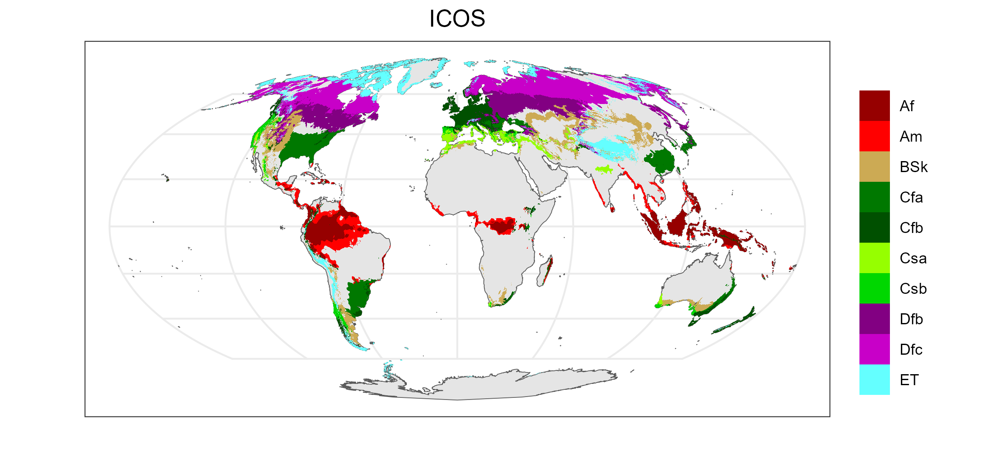 ICOS
Af
Am
BSk
Cfa
Cfb
Csa
Csb
Dfb
Dfc
ET